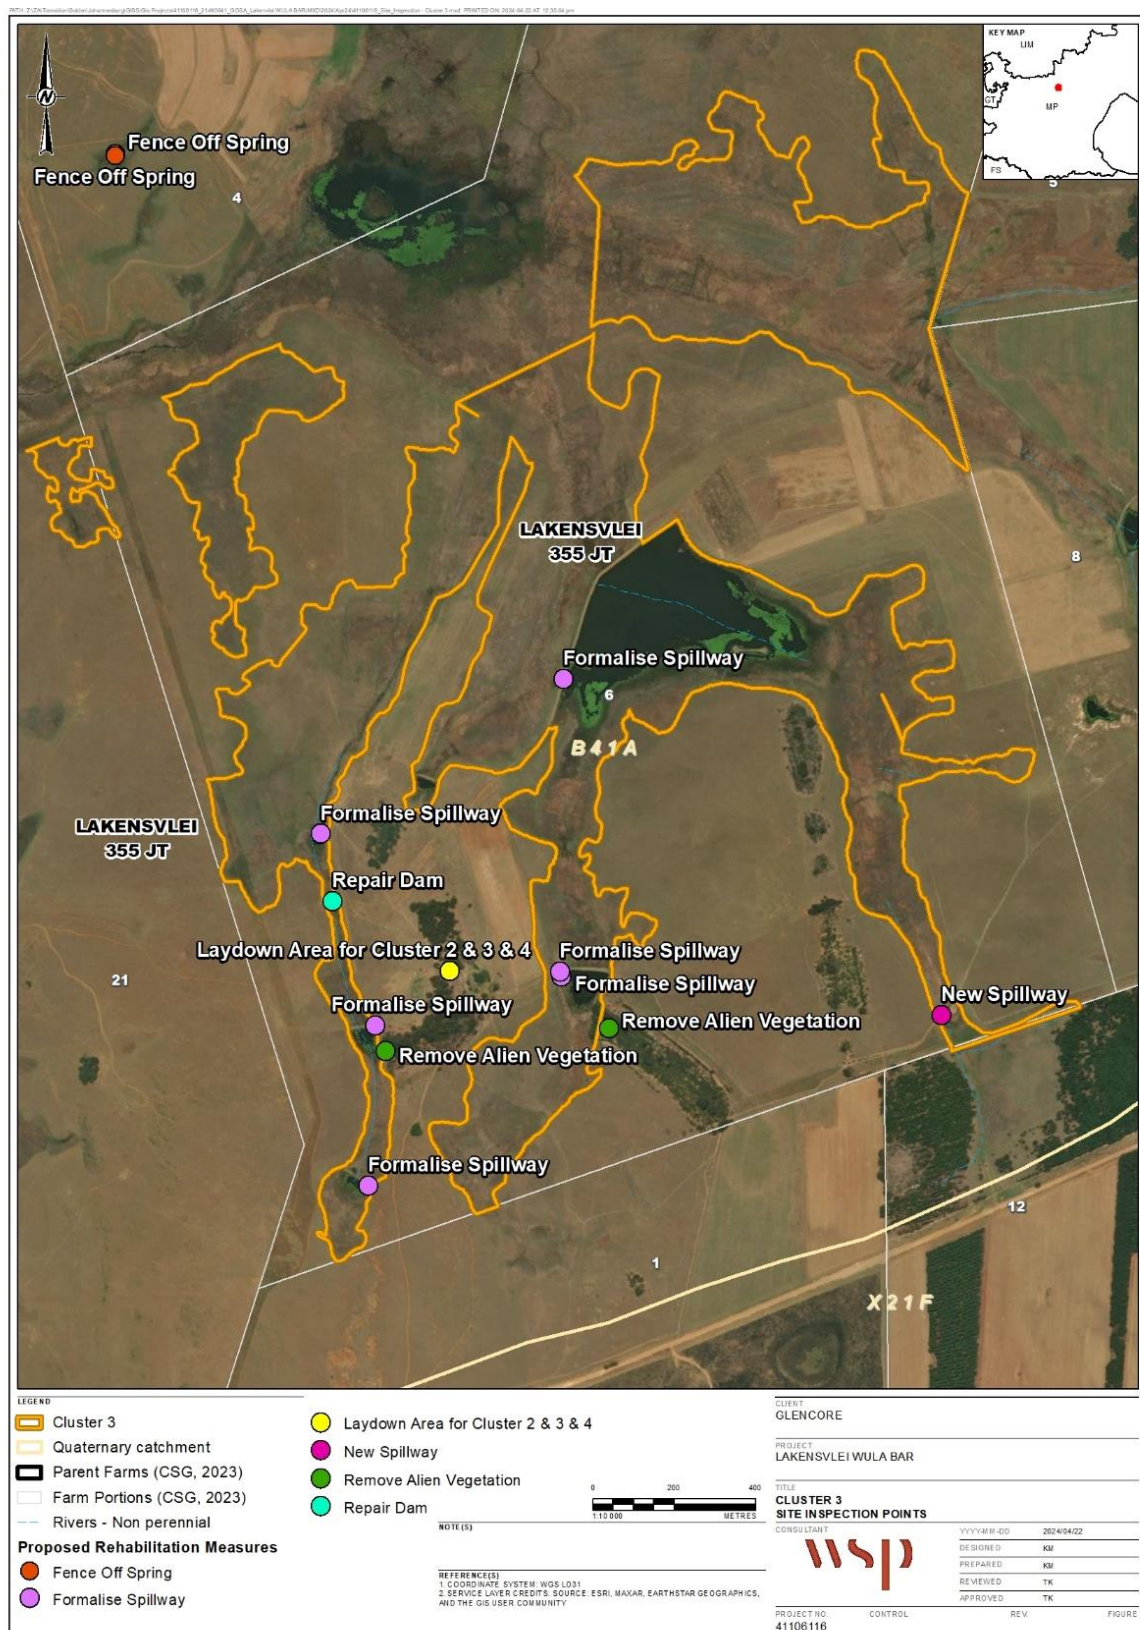 KEY MAP
LIM
GT
MP
FS
N
Fence Off Spring
Fence Off Spring
4
5
LAKENSVLEI
355 JT
8
Formalise Spillway
6
B41A
Formalise Spillway
LAKENSVLEI
355 JT
Repair Dam
Laydown Area for Cluster 2 & 3 & 4
Formalise Spillway
21
Formalise Spillway
New Spillway
Formalise Spillway
Remove Alien Vegetation
Remove Alien Vegetation
Formalise Spillway
12
1
X21F
LEGEND
Cluster 3
Quaternary catchment
Parent Farms (CSG, 2023)
Farm Portions (CSG, 2023)
Rivers - Non perennial
Proposed Rehabilitation Measures
Fence Off Spring
Formalise Spillway
Laydown Area for Cluster 2 & 3 & 4
New Spillway
Remove Alien Vegetation
Repair Dam
0 200 400
1:10 000 METRES
NOTE(S)
REFERENCE(S)
1. COORDINATE SYSTEM: WGS LO31
2. SERVICE LAYER CREDITS: SOURCE: ESRI, MAXAR, EARTHSTAR GEOGRAPHICS,
AND THE GIS USER COMMUNITY
CLIENT
GLENCORE
PROJECT
LAKENSVLEI WULA BAR
TITLE
CLUSTER 3
SITE INSPECTION POINTS
CONSULTANT
wsp
YYYY-MM-DD 2024/04/22
DESIGNED KM
PREPARED KM
REVIEWED TK
APPROVED TK
PROJECT NO. CONTROL REV. FIGURE
41106116